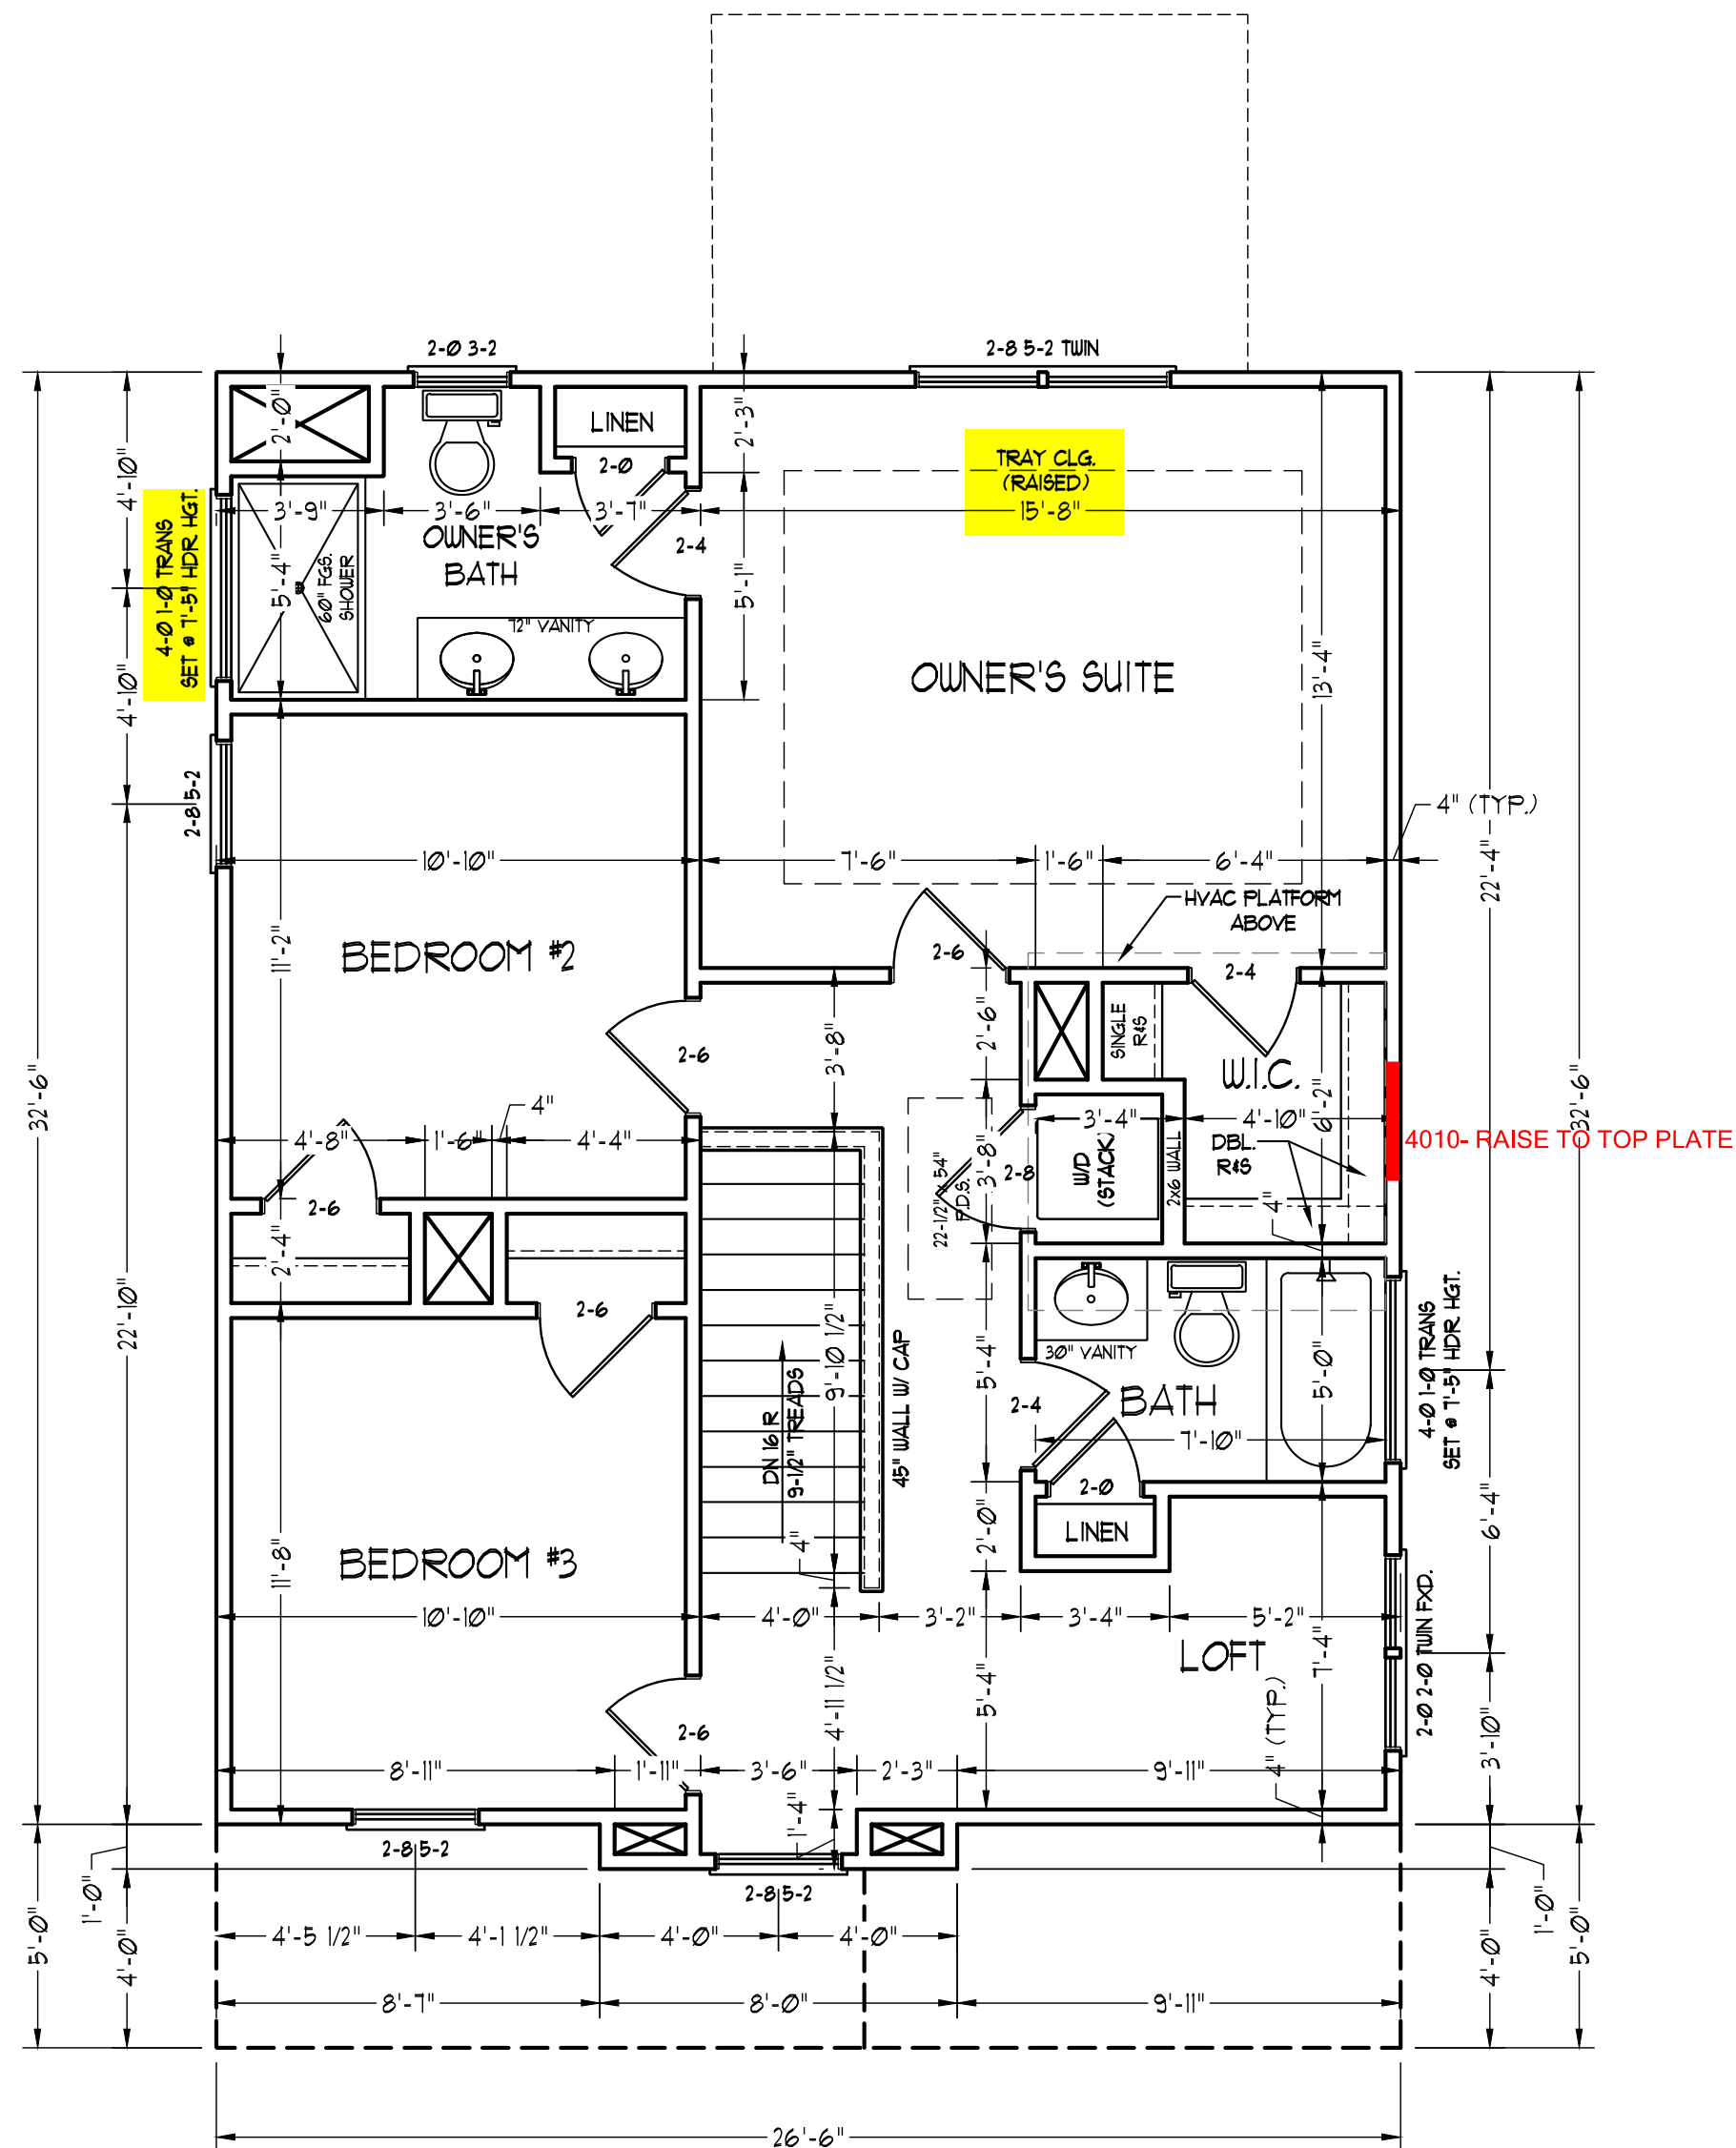 2-0 3-2
2-8 5-2 TWIN
2'-0"
LINEN
2'-3"
4'-10"
TRAY CLG.
(RAISED)
2-0
4-0 1-0 TRANS
SET @ 7'-5" HDR HGT.
3'-9"
3'-6"
3'-7"
15'-8"
OWNER'S
BATH
2-4
5'-4"
60" FGS.
SHOWER
5'-1"
72" VANITY
4'-10"
OWNER'S SUITE
13'-4"
2-8 5-2
4" (TYP.)
10'-10"
7'-6"
1'-6"
6'-4"
22'-4"
HVAC PLATFORM
ABOVE
11'-2"
BEDROOM #2
2-6
2-4
2'-6"
SINGLE
R&S
3'-8"
2-6
W.I.C.
6'-2"
32'-6"
32'-6"
4"
4'-8"
1'-6"
4'-4"
3'-4"
4'-10"
4010- RAISE TO TOP PLATE
DBL.
R&S
3'-8"
2-8
W/D
(STACK)
2x6 WALL
22-1/2" x 54"
P.D.S.
2-6
4"
2'-4"
22'-10"
2-6
9'-10 1/2"
45" WALL W/ CAP
5'-4"
30" VANITY
4-0 1-0 TRANS
SET @ 7'-5" HDR HGT.
DN 16 R
9-1/2" TREADS
2-4
BATH
5'-0"
7'-10"
2-0
LINEN
2'-0"
6'-4"
4"
11'-8"
BEDROOM #3
10'-10"
4'-0"
3'-2"
3'-4"
5'-2"
LOFT
7'-4"
2-0 2-0 TWIN FXD.
4'-11 1/2"
5'-4"
4" (TYP.)
3'-10"
2-6
8'-11"
1'-11"
3'-6"
2'-3"
9'-11"
1'-4"
2-8 5-2
2-8 5-2
1'-0"
1'-0"
5'-0"
4'-0"
4'-5 1/2"
4'-1 1/2"
4'-0"
4'-0"
4'-0"
5'-0"
8'-7"
8'-0"
9'-11"
26'-6"